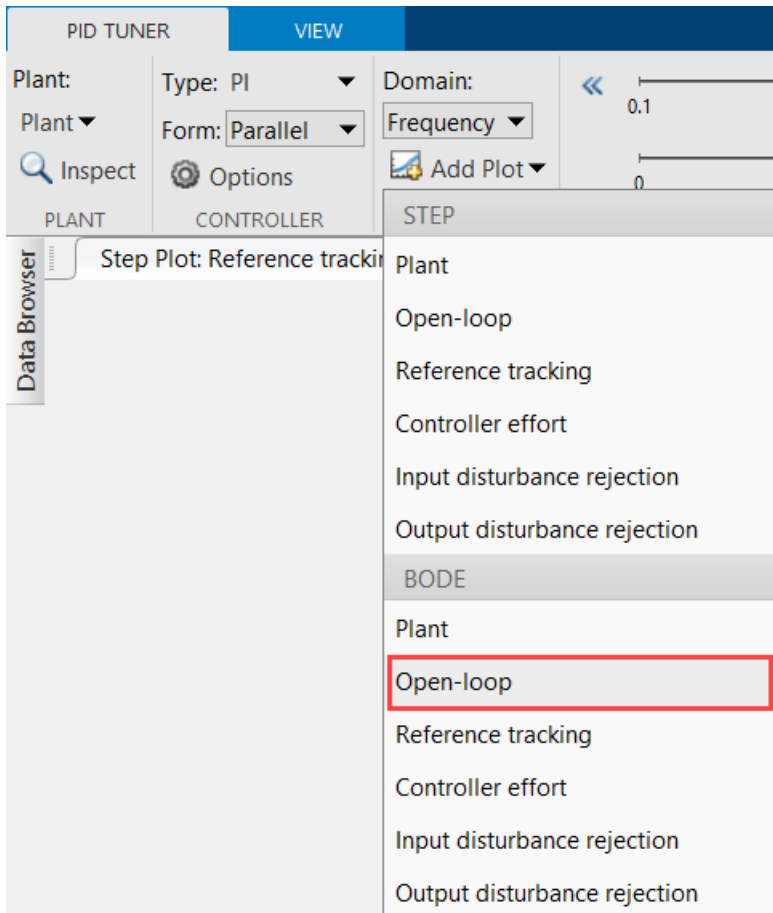 PID TUNER
VIEW
Plant:
Plant
Inspect
PLANT
Type: PI
Form: Parallel
Options
CONTROLLER
Domain:
Frequency
Add Plot
0.1
0
Data Browser
Step Plot: Reference
STEP
Plant
Open-loop
Reference tracking
Controller effort
Input disturbance rejection
Output disturbance rejection
BODE
Plant
Open-loop
Reference tracking
Controller effort
Input disturbance rejection
Output disturbance rejection